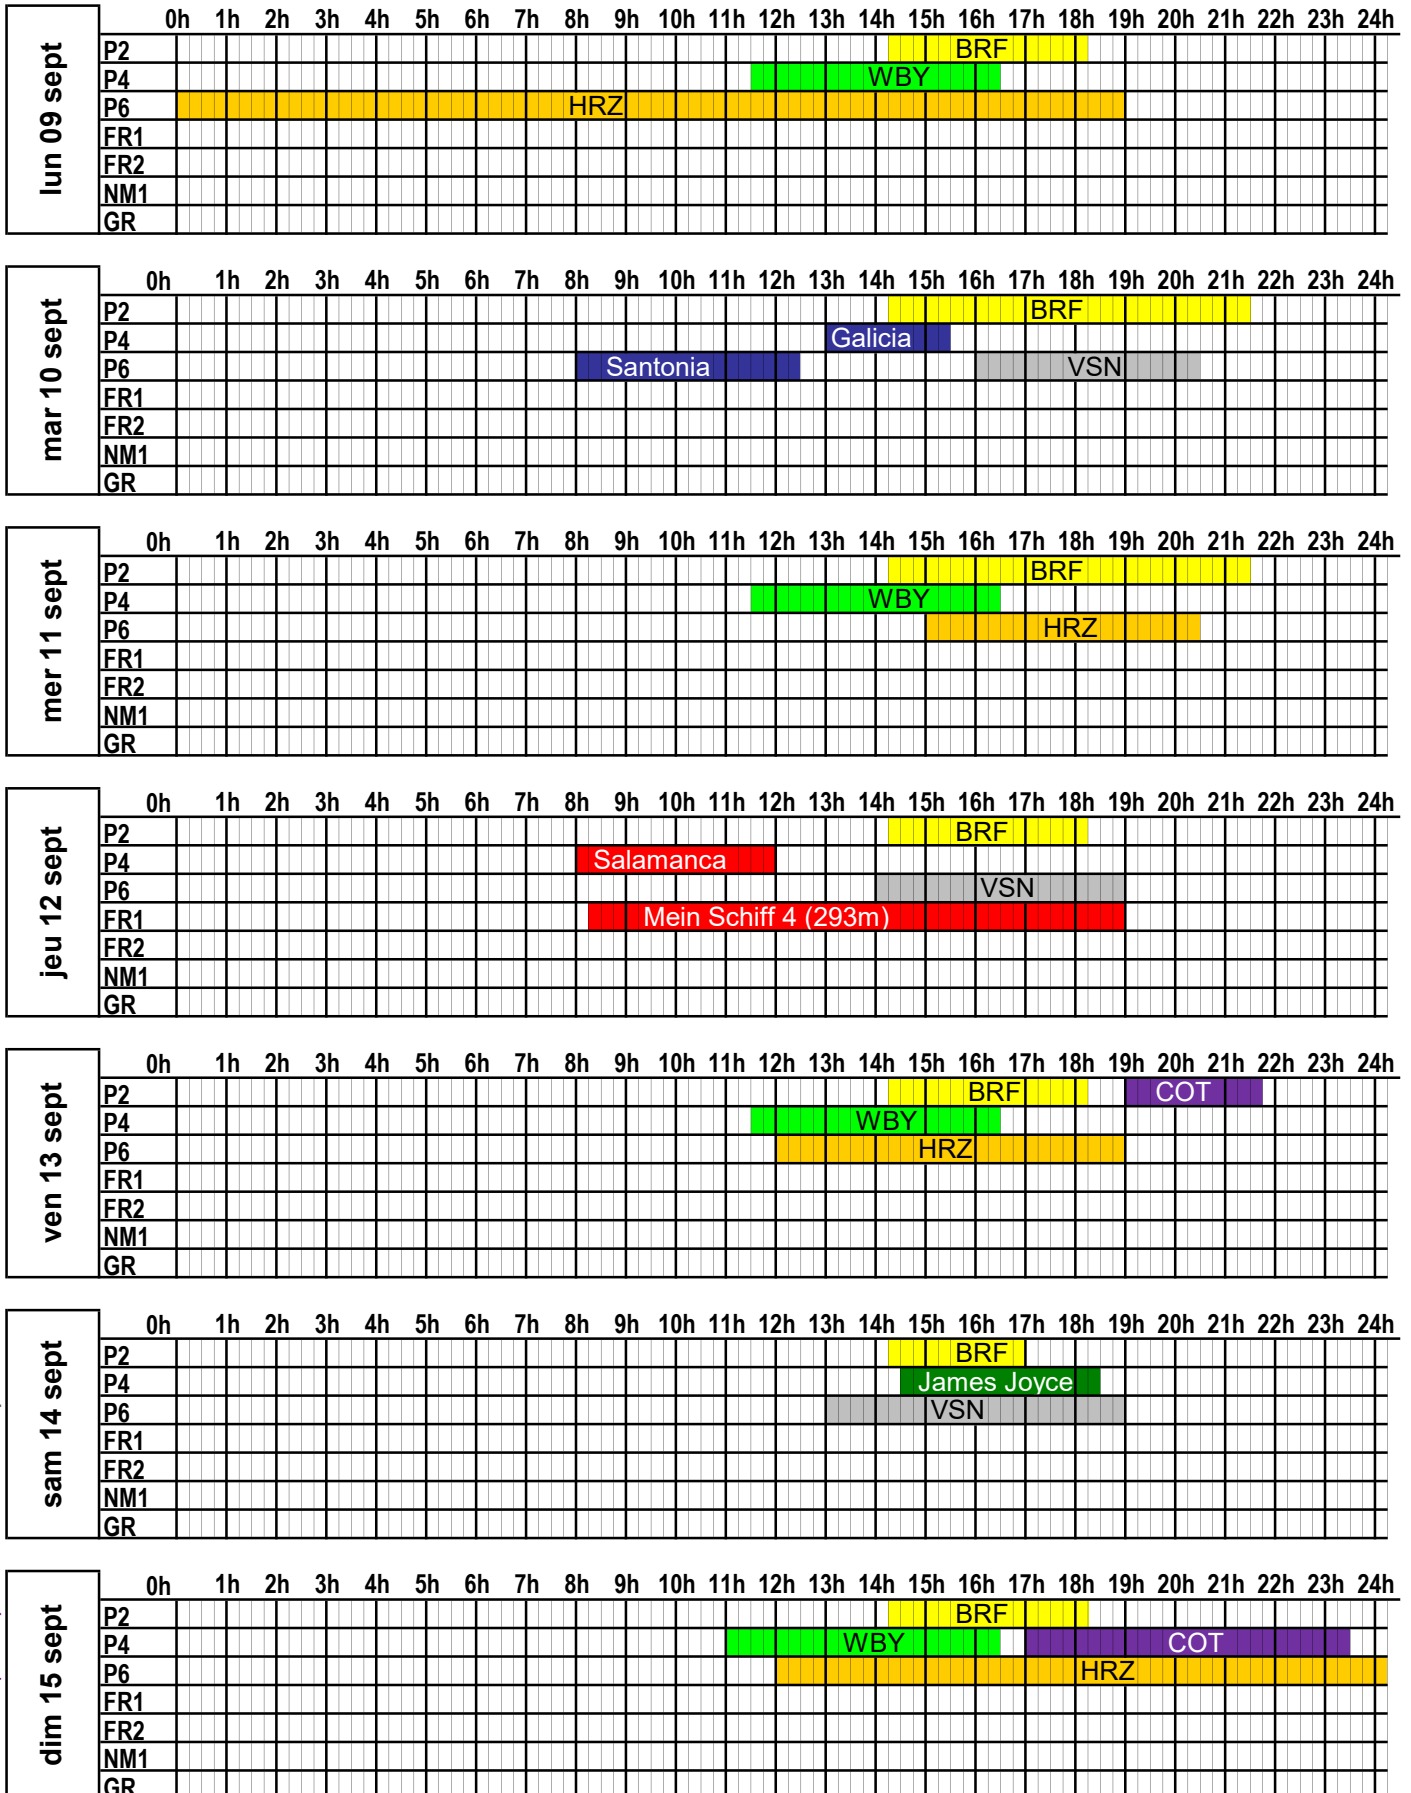 0h 1h 2h 3h 4h 5h 6h 7h 8h 9h 10h 11h 12h 13h 14h 15h 16h 17h 18h 19h 20h 21h 22h 23h 24h
lun 09 sept
P2 BRF
P4 WBY
P6 HRZ
FR1
FR2
NM1
GR
0h 1h 2h 3h 4h 5h 6h 7h 8h 9h 10h 11h 12h 13h 14h 15h 16h 17h 18h 19h 20h 21h 22h 23h 24h
mar 10 sept
P2 BRF
P4 Galicia
P6 Santonia VSN
FR1
FR2
NM1
GR
0h 1h 2h 3h 4h 5h 6h 7h 8h 9h 10h 11h 12h 13h 14h 15h 16h 17h 18h 19h 20h 21h 22h 23h 24h
mer 11 sept
P2 BRF
P4 WBY
P6 HRZ
FR1
FR2
NM1
GR
0h 1h 2h 3h 4h 5h 6h 7h 8h 9h 10h 11h 12h 13h 14h 15h 16h 17h 18h 19h 20h 21h 22h 23h 24h
jeu 12 sept
P2 BRF
P4 Salamanca
P6 VSN
FR1 Mein Schiff 4 (293m)
FR2
NM1
GR
0h 1h 2h 3h 4h 5h 6h 7h 8h 9h 10h 11h 12h 13h 14h 15h 16h 17h 18h 19h 20h 21h 22h 23h 24h
ven 13 sept
P2 BRF COT
P4 WBY
P6 HRZ
FR1
FR2
NM1
GR
0h 1h 2h 3h 4h 5h 6h 7h 8h 9h 10h 11h 12h 13h 14h 15h 16h 17h 18h 19h 20h 21h 22h 23h 24h
sam 14 sept
P2 BRF
P4 James Joyce
P6 VSN
FR1
FR2
NM1
GR
0h 1h 2h 3h 4h 5h 6h 7h 8h 9h 10h 11h 12h 13h 14h 15h 16h 17h 18h 19h 20h 21h 22h 23h 24h
dim 15 sept
P2 BRF
P4 WBY COT
P6 HRZ
FR1
FR2
NM1
GR